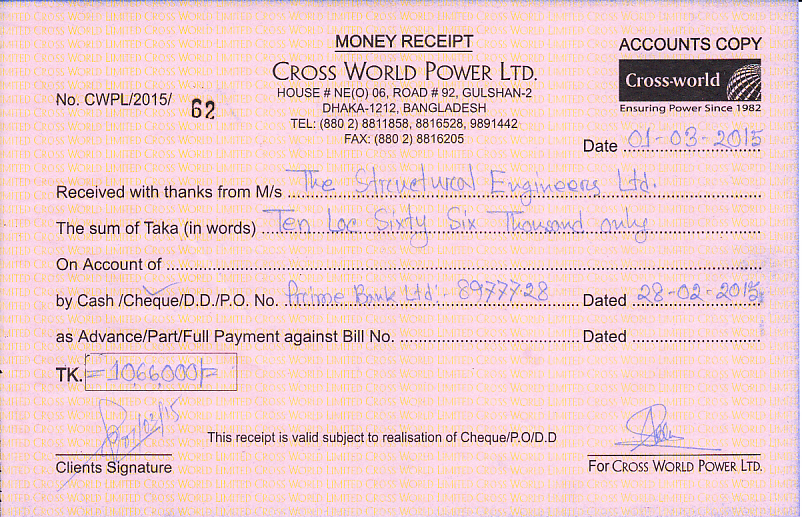 MONEY RECEIPT
ACCOUNTS COPY
CROSS WORLD POWER LTD.
Cross-world
No. CWPL/2015/ 62
HOUSE # NE(O) 06, ROAD # 92, GULSHAN-2
DHAKA-1212, BANGLADESH
Ensuring Power Since 1982
TEL: (880 2) 8811858, 8816528, 9891442
FAX: (880 2) 8816205
Date 01-03-2015
Received with thanks from M/s The Structural Engineers Ltd.
The sum of Taka (in words) Ten Lac Sixty Six Thousand only
On Account of
by Cash /Cheque/D.D./P.O. No. Prime Bank Ltd:- 8977728 Dated 28-02-2015
as Advance/Part/Full Payment against Bill No. Dated
TK. =10,66,000/=
This receipt is valid subject to realisation of Cheque/P.O/D.D
Clients Signature
For CROSS WORLD POWER LTD.